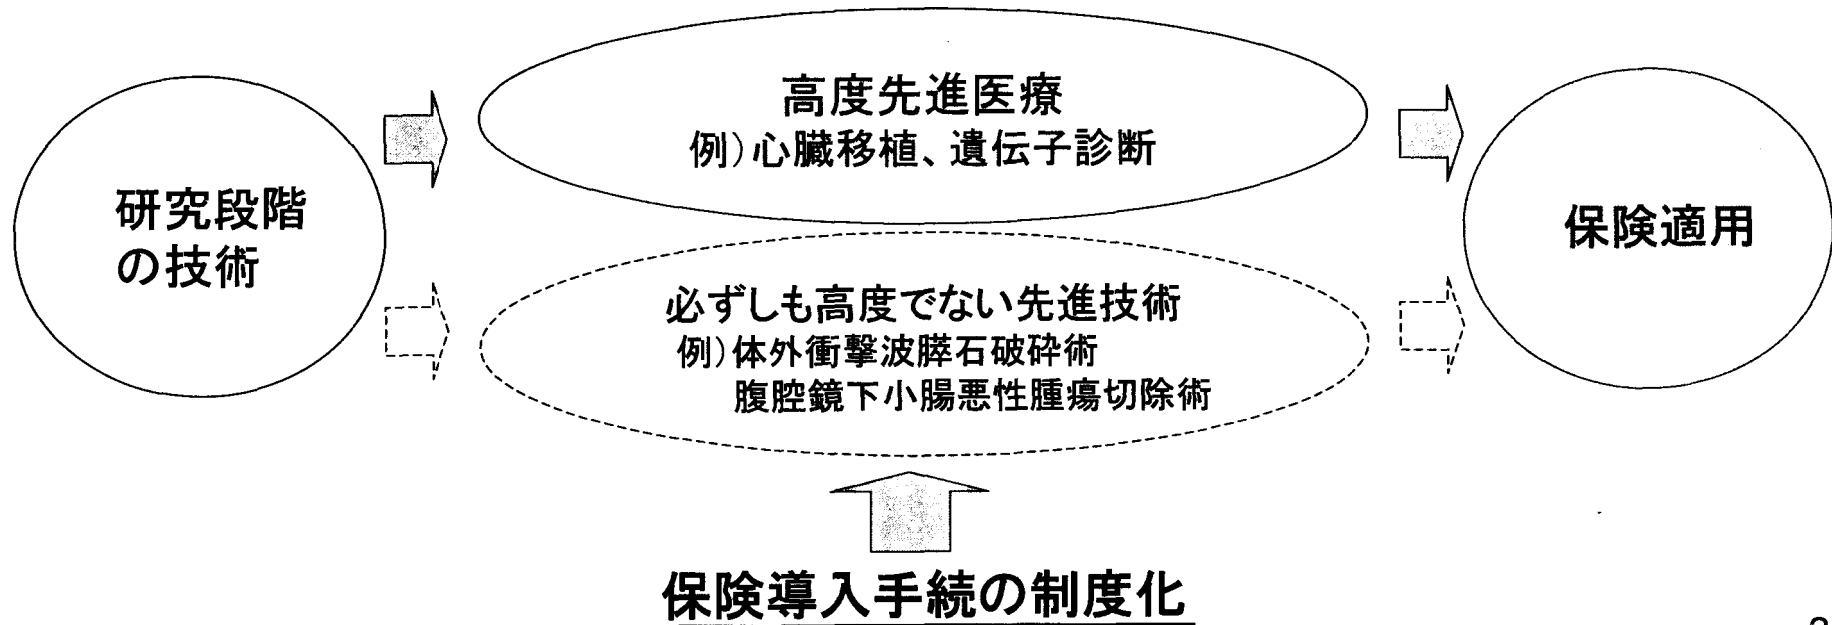 高度先進医療
例)心臓移植、遺伝子診断
研究段階
の技術
保険適用
必ずしも高度でない先進技術
例)体外衝撃波膵石破砕術
腹腔鏡下小腸悪性腫瘍切除術
保険導入手続の制度化